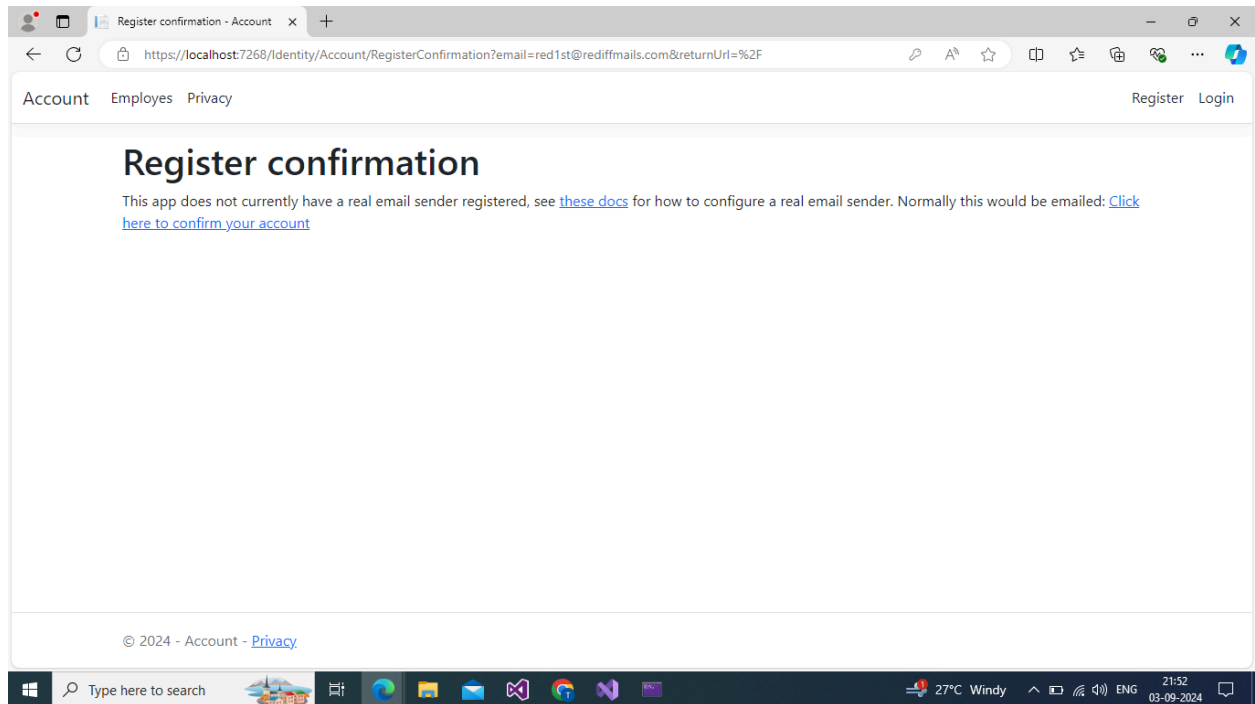 Register confirmation - Account
https://localhost:7268/Identity/Account/RegisterConfirmation?email=red1st@rediffmails.com&returnUrl=%2F
Account Employes Privacy Register Login
Register confirmation
This app does not currently have a real email sender registered, see these docs for how to configure a real email sender. Normally this would be emailed: Click
here to confirm your account
© 2024 - Account - Privacy
Type here to search 27°C Windy ENG 21:52
03-09-2024